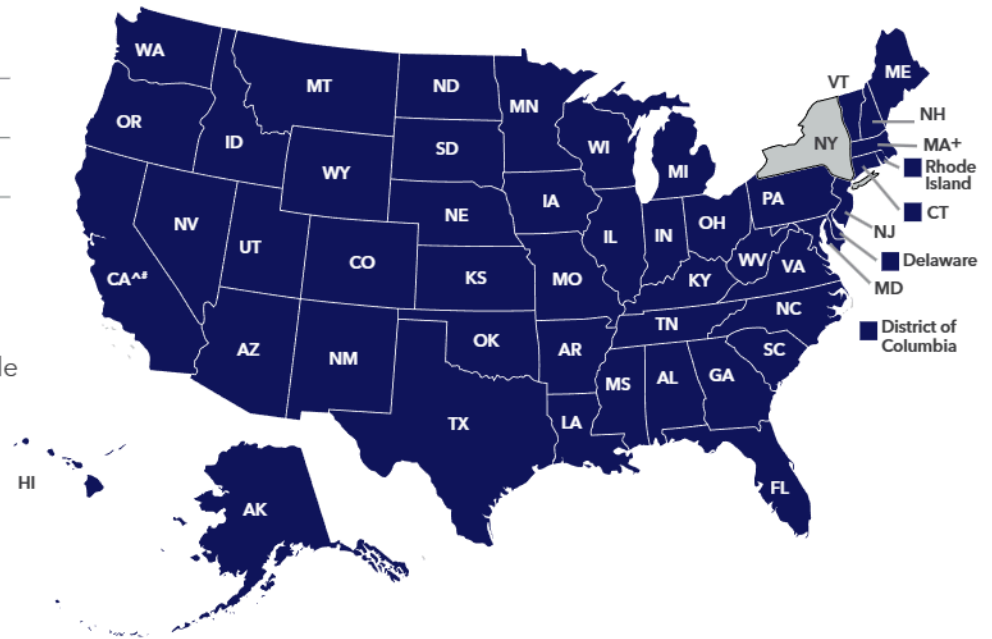 WA
MT
ND
MN
VT
ME
OR
ID
SD
WI
NY
NH
MA+
WY
MI
Rhode
Island
NE
IA
PA
CT
NV
UT
CO
IL
IN
OH
NJ
CA^#
KS
MO
KY
WV
VA
Delaware
MD
NC
TN
District of
Columbia
AZ
NM
OK
AR
SC
le
MS
AL
GA
TX
LA
HI
AK
FL